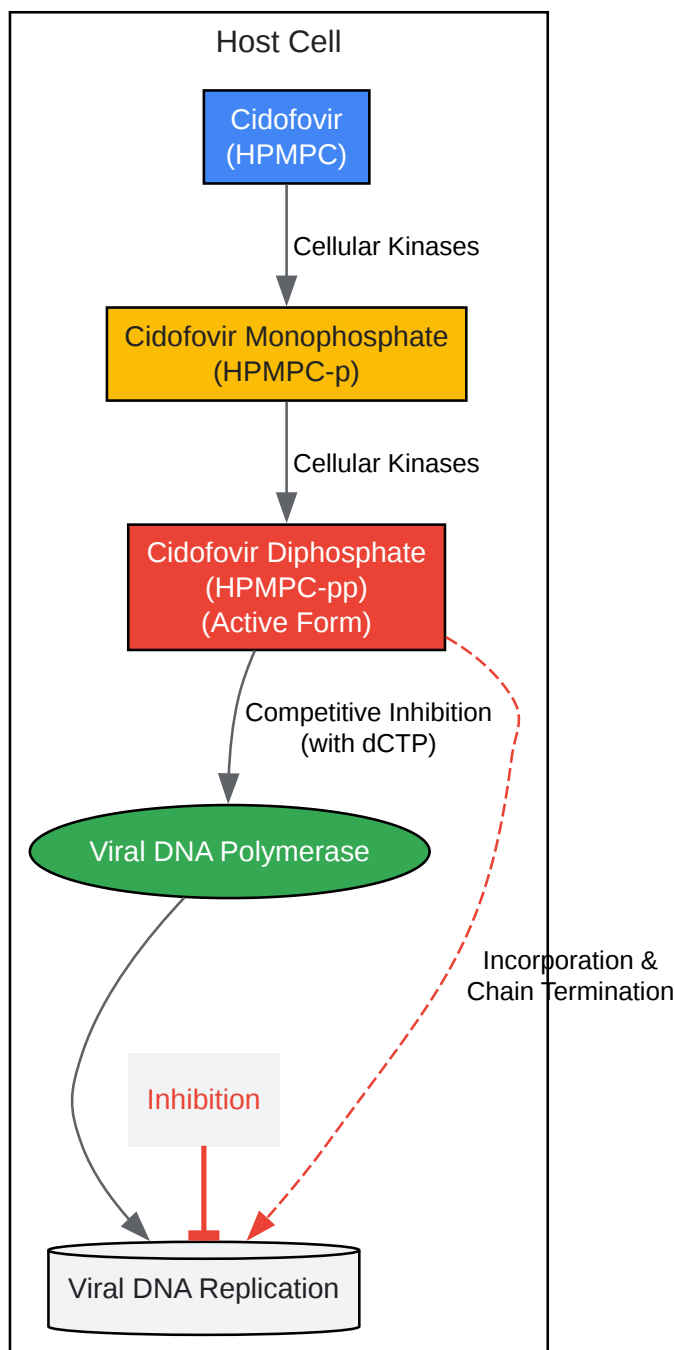 Host Cell
Cidofovir
(HPMPC)
Cellular Kinases
Cidofovir Monophosphate
(HPMPC-p)
Cellular Kinases
Cidofovir Diphosphate
(HPMPC-pp)
(Active Form)
Competitive Inhibition
(with dCTP)
Viral DNA Polymerase
Incorporation &
Chain Termination
Inhibition
Viral DNA Replication